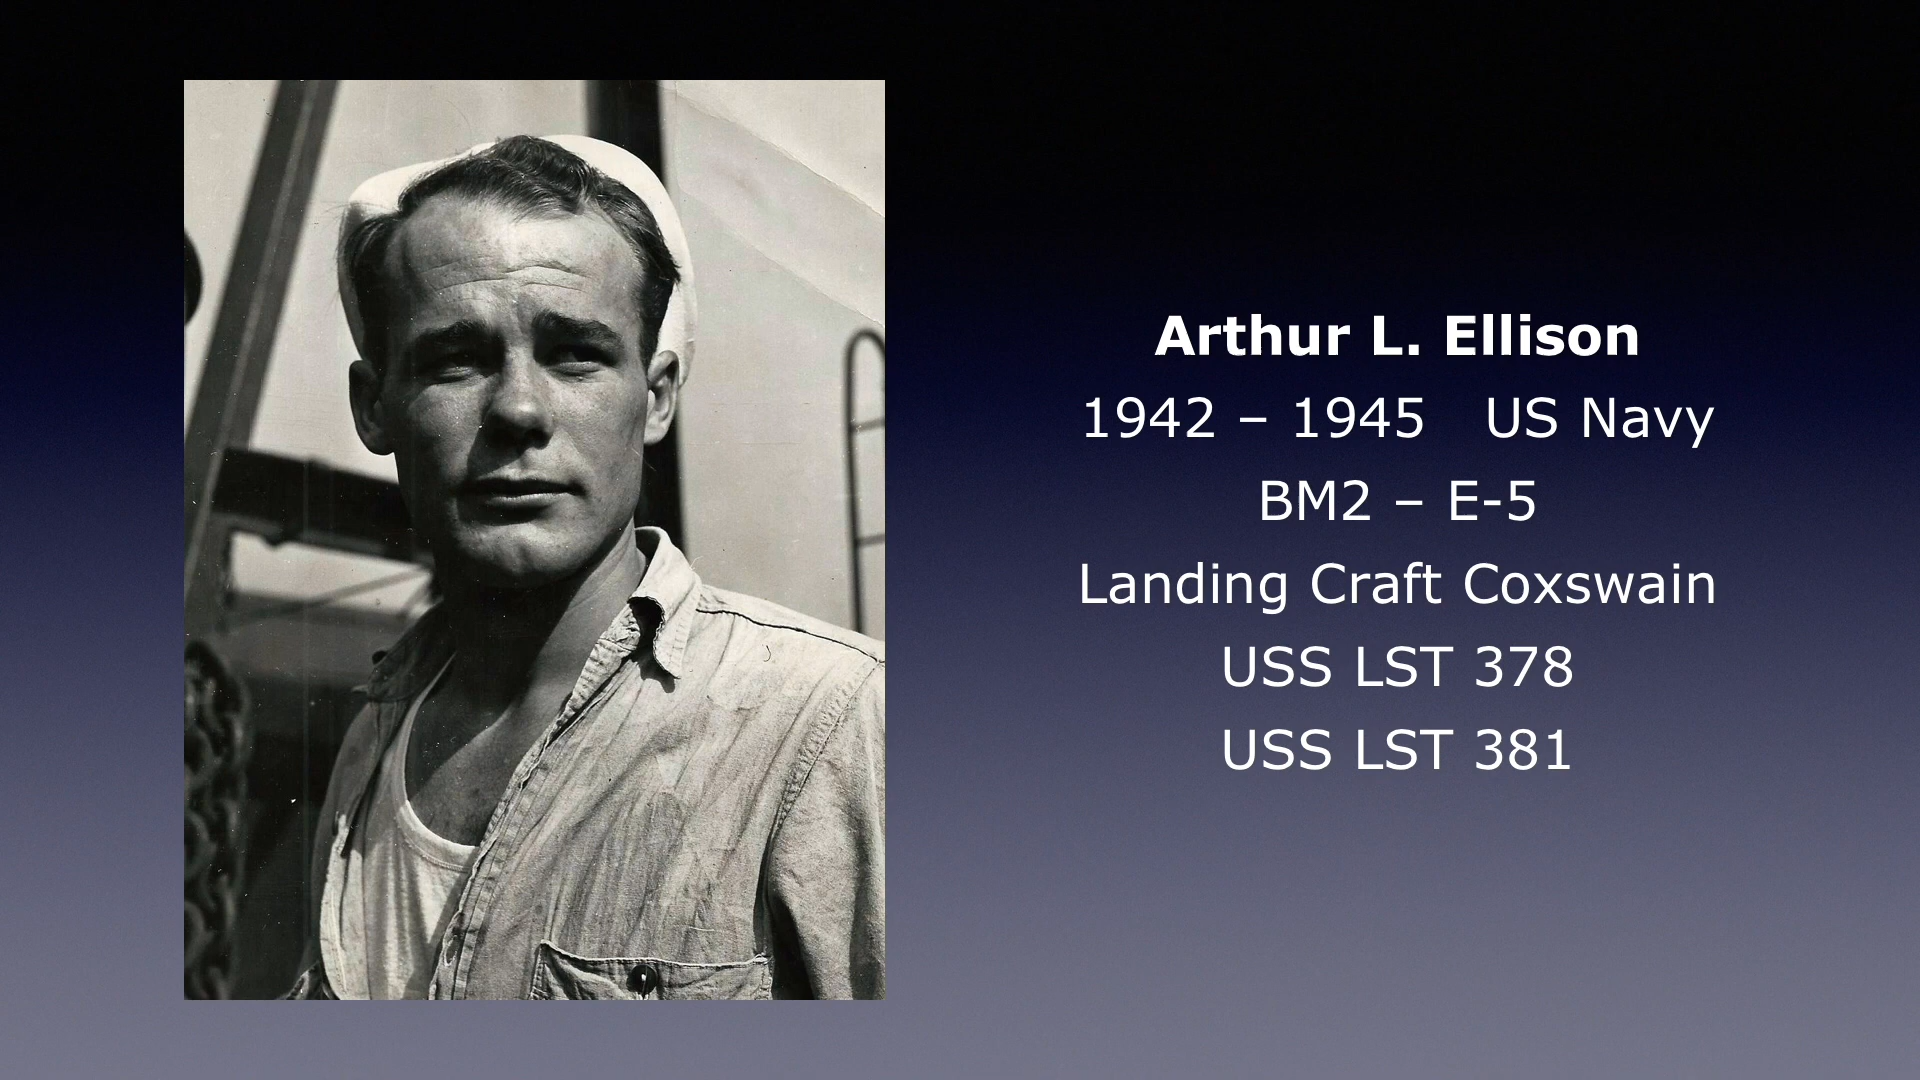 Arthur L. Ellison
1942 – 1945   US Navy
BM2 – E-5
Landing Craft Coxswain
USS LST 378
USS LST 381